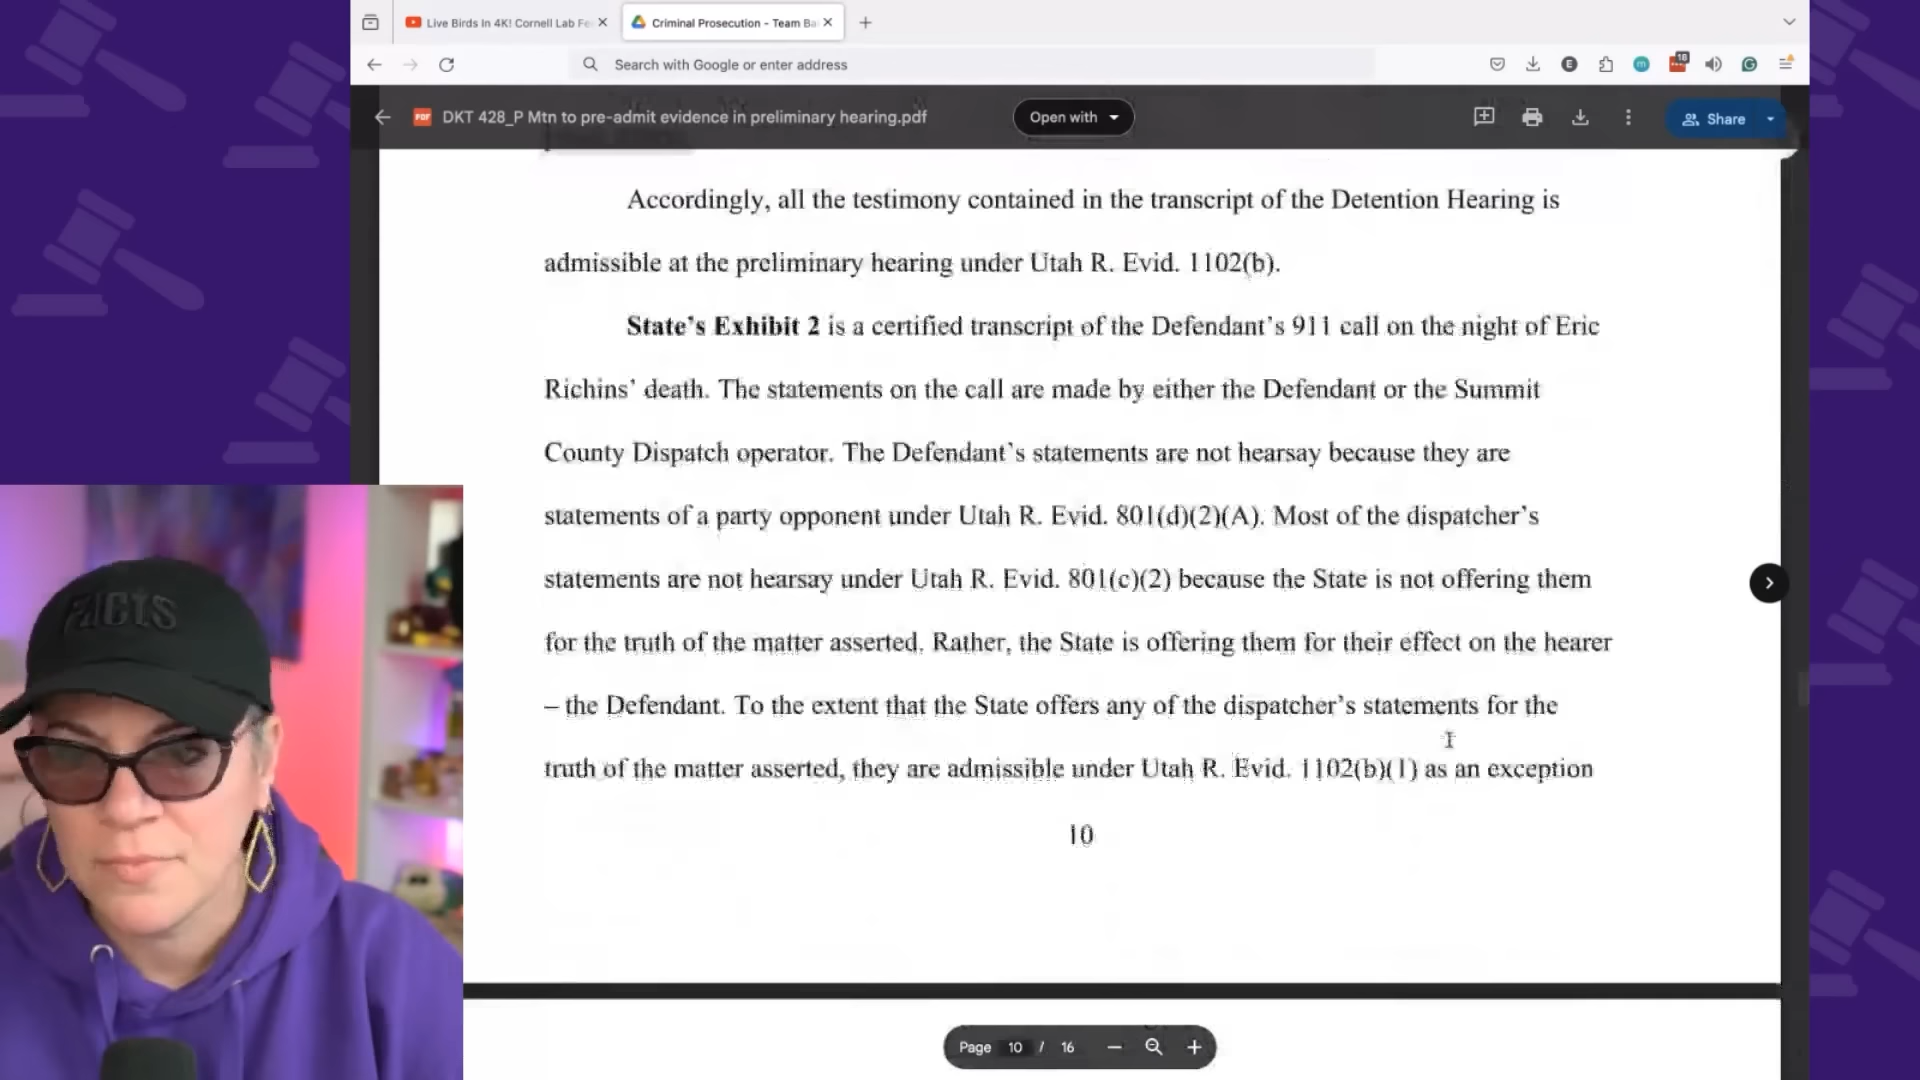 Live Birds In 4K! Cornell Lab Fe
Criminal Prosecution - Team Ba
Search with Google or enter address
18
PDF
DKT 428_P Mtn to pre-admit evidence in preliminary hearing.pdf
Open with
Share
Accordingly, all the testimony contained in the transcript of the Detention Hearing is
admissible at the preliminary hearing under Utah R. Evid. 1102(b).
State's Exhibit 2 is a certified transcript of the Defendant's 911 call on the night of Eric
Richins' death. The statements on the call are made by either the Defendant or the Summit
County Dispatch operator. The Defendant's statements are not hearsay because they are
statements of a party opponent under Utah R. Evid. 801(d)(2)(A). Most of the dispatcher's
statements are not hearsay under Utah R. Evid. 801(c)(2) because the State is not offering them
for the truth of the matter asserted. Rather, the State is offering them for their effect on the hearer
– the Defendant. To the extent that the State offers any of the dispatcher's statements for the
truth of the matter asserted, they are admissible under Utah R. Evid. 1102(b)(1) as an exception
10
Page 10 / 16
FACTS